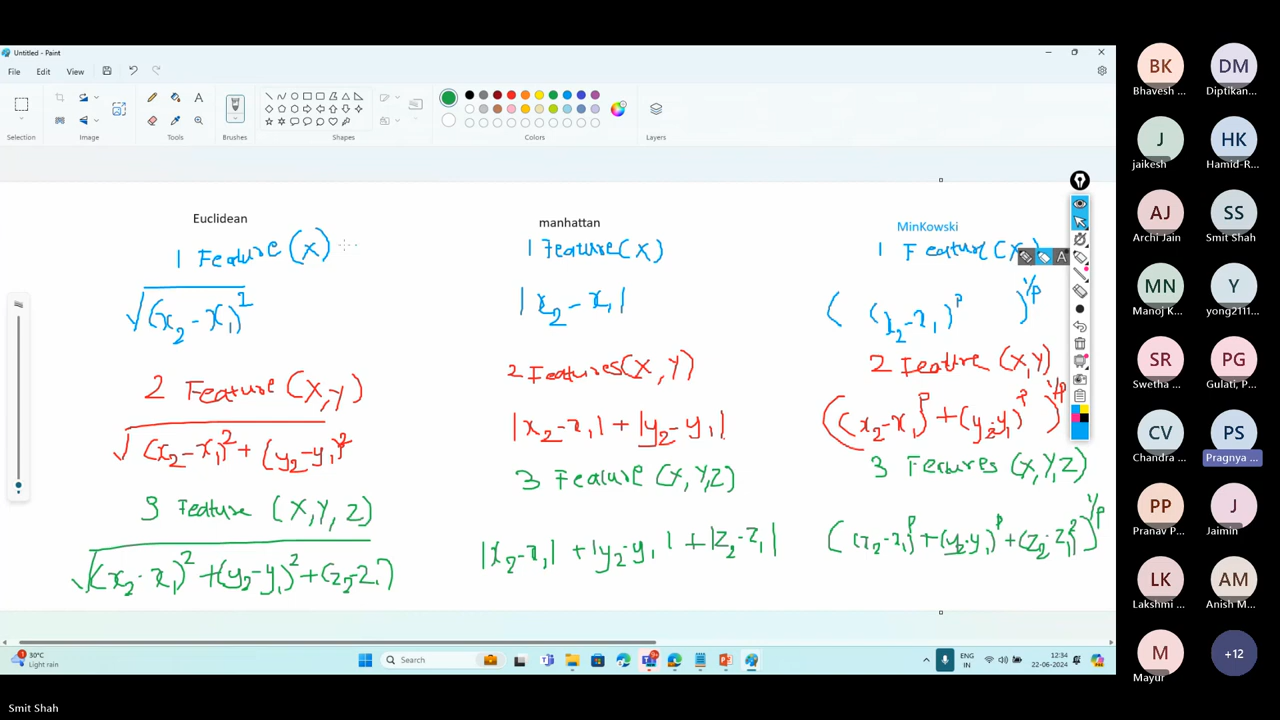 Untitled - Paint
File Edit View
Selection Image Tools Brushes Shapes Colors Layers
Euclidean
1 Feature (X)
√(x₂ - x₁)²
2 Feature (X,Y)
√(x₂-x₁)² + (y₂-y₁)²
3 Feature (X,Y,Z)
√(x₂-x₁)² + (y₂-y₁)² + (z₂-z₁)
manhattan
1 Feature(X)
|x₂ - x₁|
2 Features(X,Y)
|x₂-x₁| + |y₂-y₁|
3 Feature (X,Y,Z)
|x₂-x₁| + |y₂-y₁| + |z₂-z₁|
MinKowski
1 Feature (X
( (x₂-x₁)ᵖ )^1/p
2 Feature (X,Y)
((x₂-x₁)ᵖ + (y₂-y₁)ᵖ)^1/p
3 Features (X,Y,Z)
( (x₂-x₁)ᵖ + (y₂-y₁)ᵖ + (z₂-z₁)² )^1/p
A
BK
Bhavesh ...
DM
Diptikan...
J
jaikesh
HK
Hamid-R...
AJ
Archi Jain
SS
Smit Shah
MN
Manoj K...
Y
yong2111...
SR
Swetha ...
PG
Gulati, P...
CV
Chandra ...
PS
Pragnya ...
PP
Pranav P...
J
Jaimin
LK
Lakshmi ...
AM
Anish M...
M
Mayur
+12
30°C
Light rain
Search
ENG
IN
12:34
22-06-2024
Smit Shah